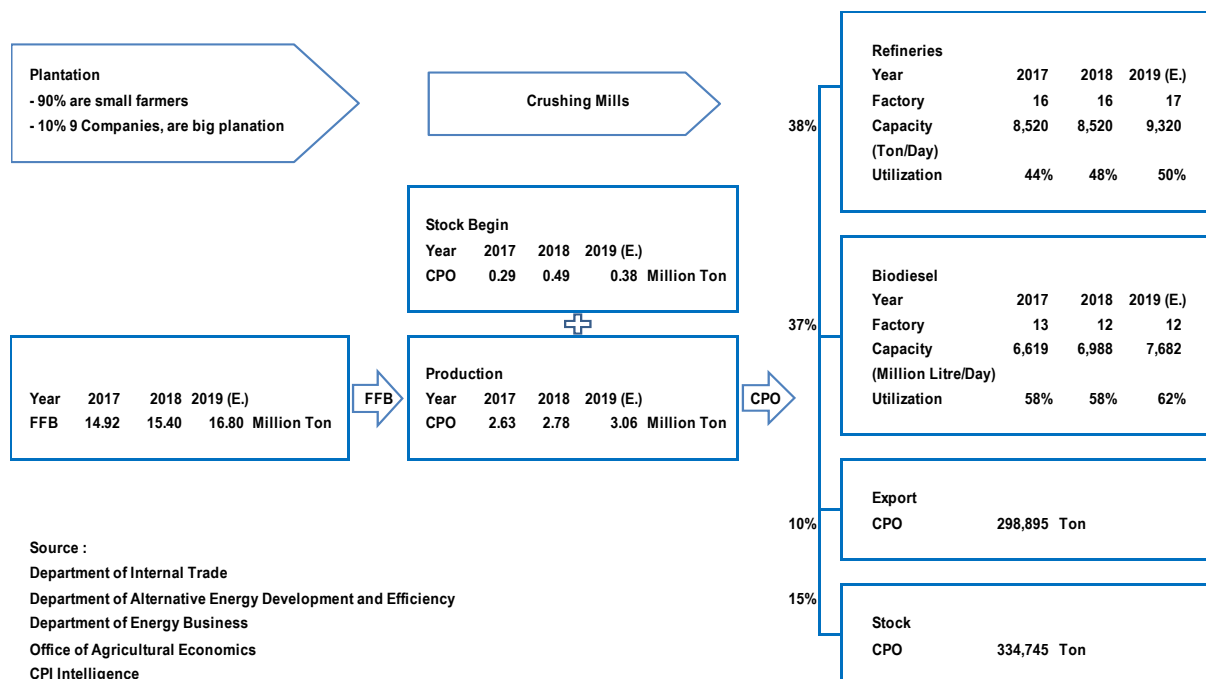 Plantation
- 90% are small farmers
- 10% 9 Companies, are big planation
Crushing Mills
Stock Begin
Year 2017 2018 2019 (E.)
CPO 0.29 0.49 0.38 Million Ton
Year 2017 2018 2019 (E.)
FFB 14.92 15.40 16.80 Million Ton
FFB
Production
Year 2017 2018 2019 (E.)
CPO 2.63 2.78 3.06 Million Ton
CPO
38%
Refineries
Year 2017 2018 2019 (E.)
Factory 16 16 17
Capacity 8,520 8,520 9,320
(Ton/Day)
Utilization 44% 48% 50%
37%
Biodiesel
Year 2017 2018 2019 (E.)
Factory 13 12 12
Capacity 6,619 6,988 7,682
(Million Litre/Day)
Utilization 58% 58% 62%
10%
Export
CPO 298,895 Ton
15%
Stock
CPO 334,745 Ton
Source :
Department of Internal Trade
Department of Alternative Energy Development and Efficiency
Department of Energy Business
Office of Agricultural Economics
CPI Intelligence